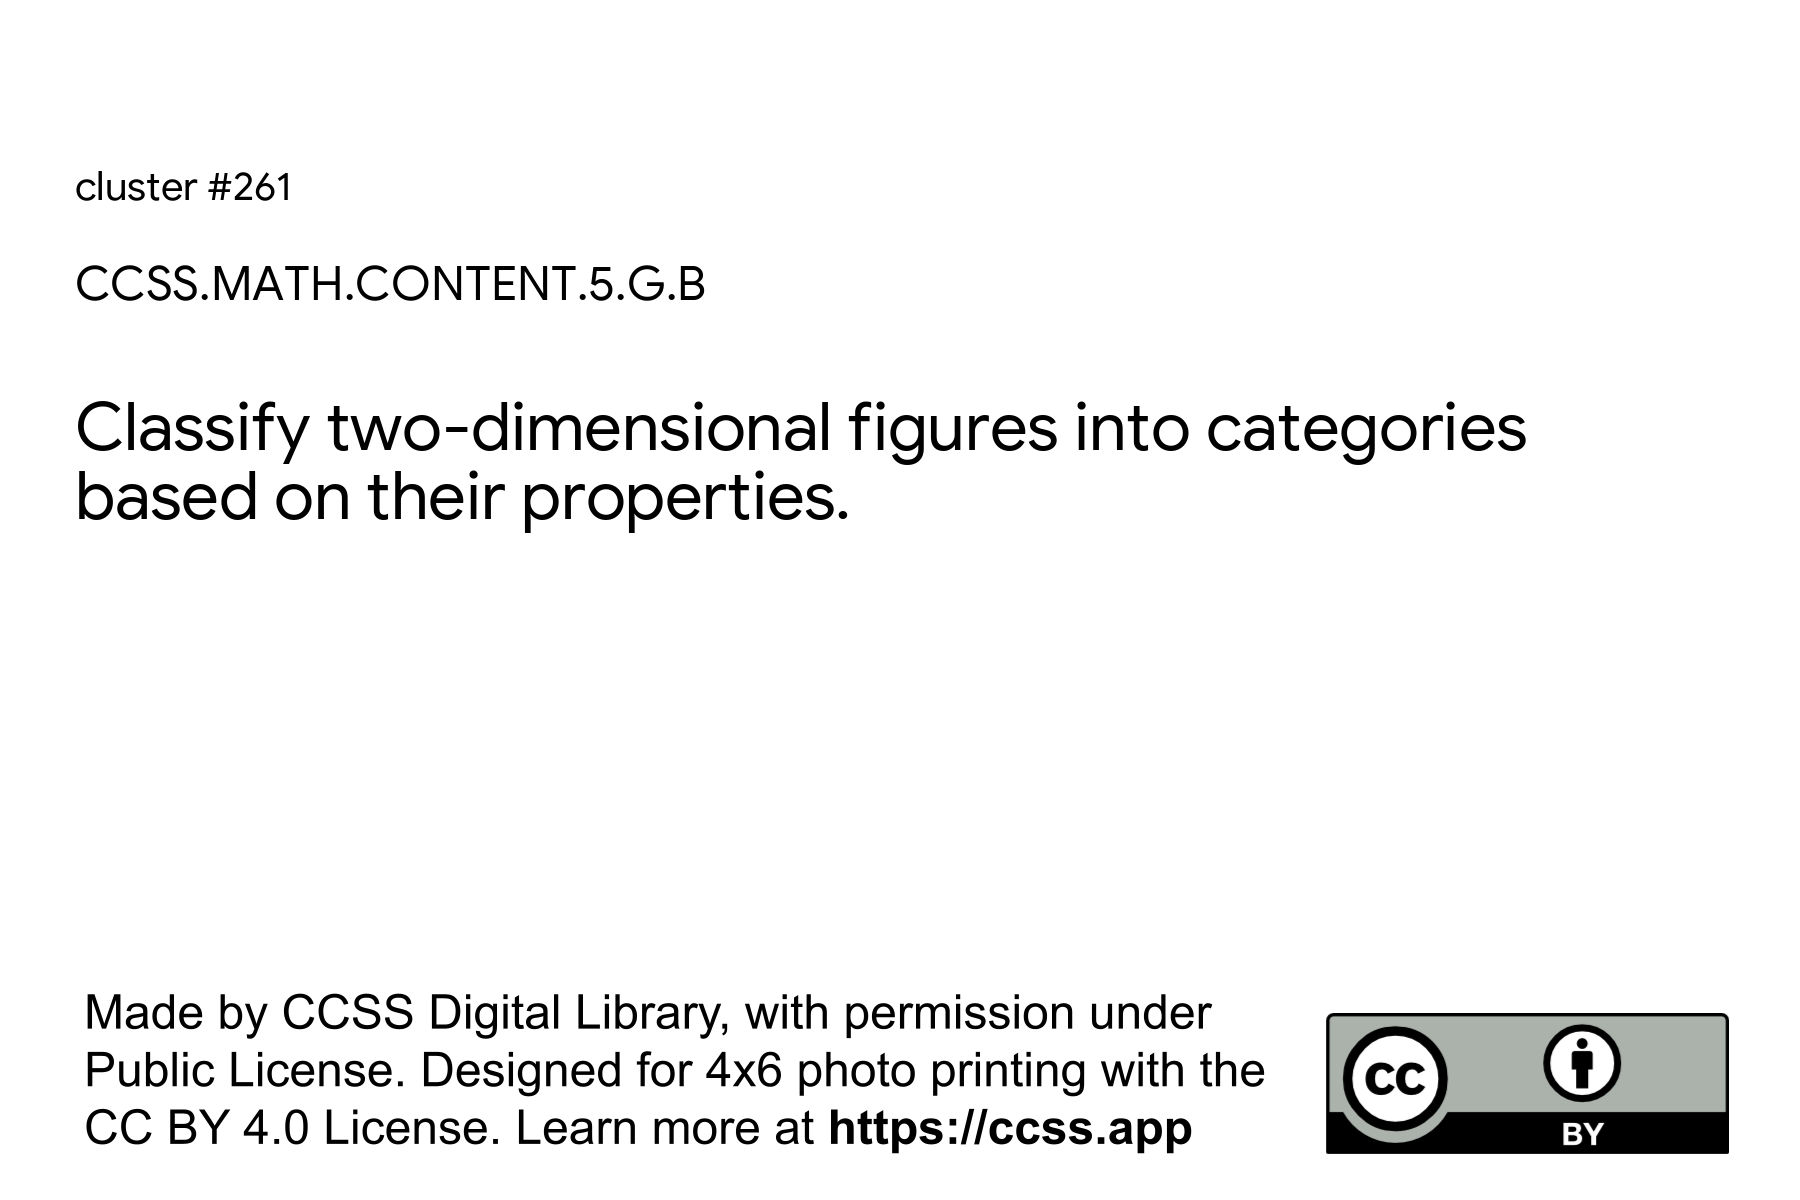 cluster #261
CCSS.MATH.CONTENT.5.G.B
Classify two-dimensional figures into categories
based on their properties.
Made by CCSS Digital Library, with permission under
Public License. Designed for 4x6 photo printing with the
CC BY 4.0 License. Learn more at https://ccss.app
CC
BY